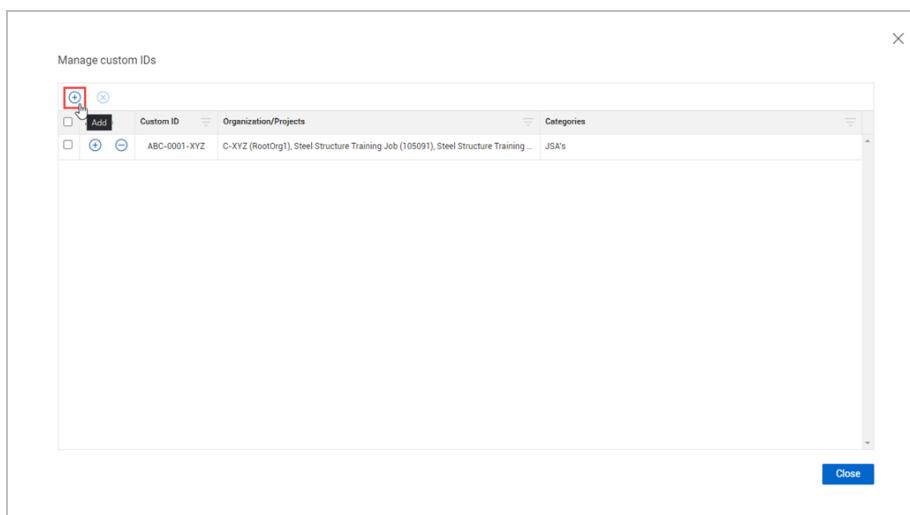 Manage custom IDs
Add
Custom ID Organization/Projects Categories
ABC-0001-XYZ C-XYZ (RootOrg1), Steel Structure Training Job (105091), Steel Structure Training ... JSA's
Close